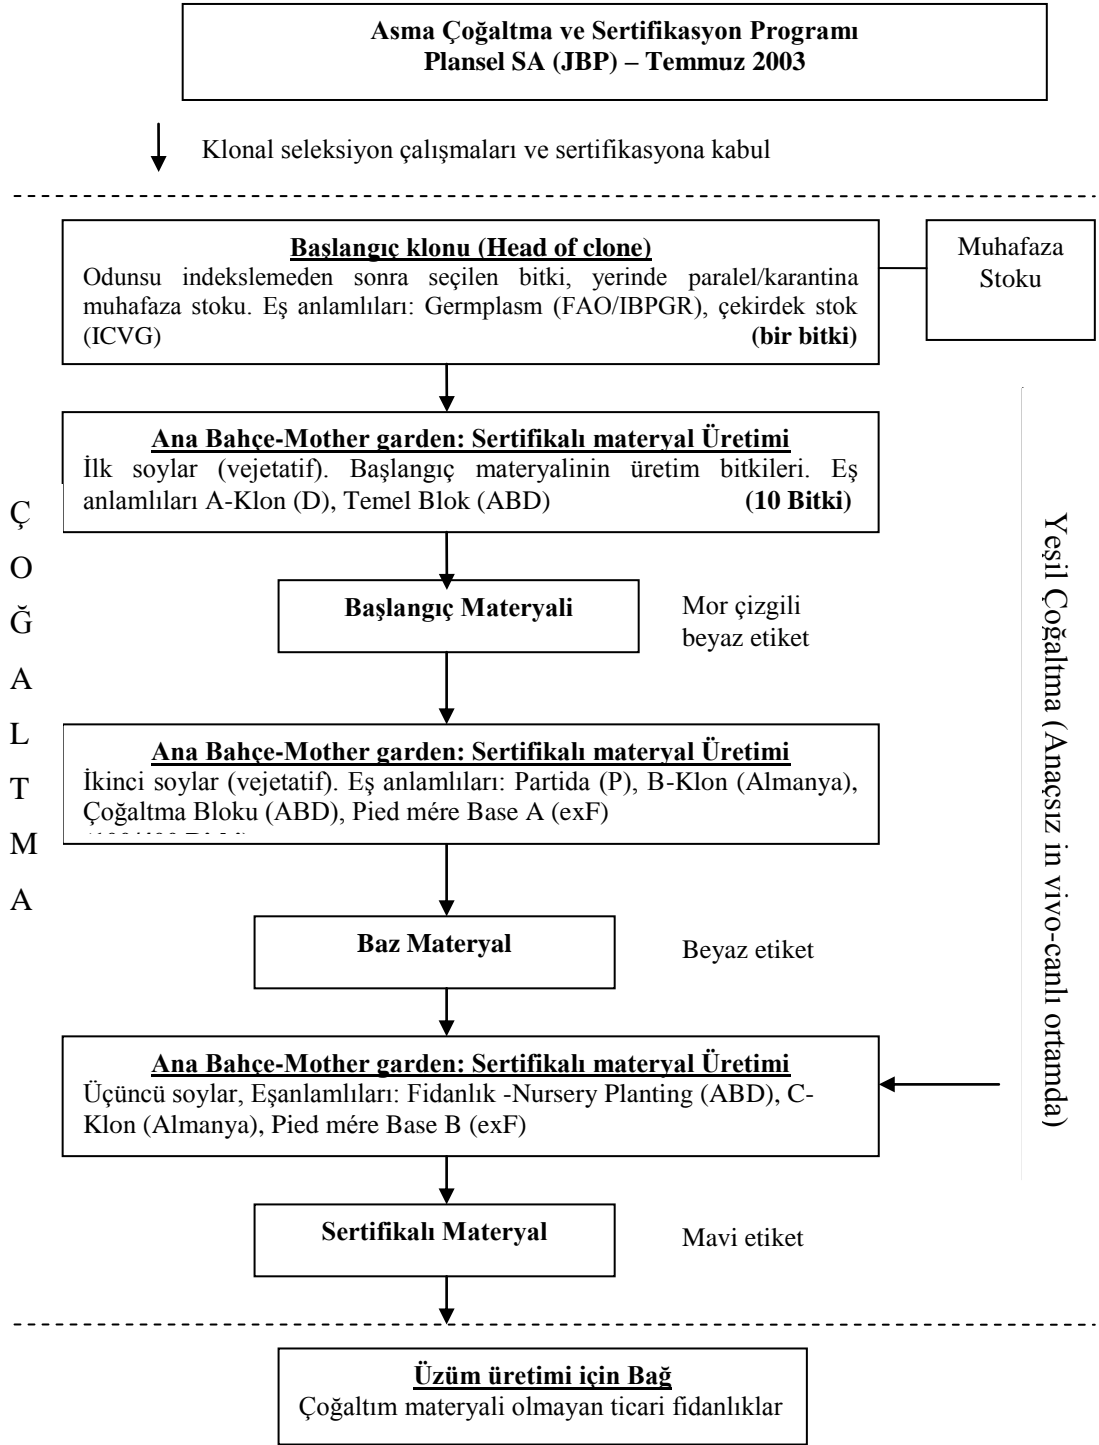 Asma Çoğaltma ve Sertifikasyon Programı
Plansel SA (JBP) – Temmuz 2003
Klonal seleksiyon çalışmaları ve sertifikasyona kabul
Başlangıç klonu (Head of clone)
Odunsu indekslemeden sonra seçilen bitki, yerinde paralel/karantina
muhafaza stoku. Eş anlamlıları: Germplasm (FAO/IBPGR), çekirdek stok
(ICVG) (bir bitki)
Muhafaza
Stoku
Ana Bahçe-Mother garden: Sertifikalı materyal Üretimi
İlk soylar (vejetatif). Başlangıç materyalinin üretim bitkileri. Eş
anlamlıları A-Klon (D), Temel Blok (ABD) (10 Bitki)
Başlangıç Materyali
Mor çizgili
beyaz etiket
Ana Bahçe-Mother garden: Sertifikalı materyal Üretimi
İkinci soylar (vejetatif). Eş anlamlıları: Partida (P), B-Klon (Almanya),
Çoğaltma Bloku (ABD), Pied mére Base A (exF)
Baz Materyal
Beyaz etiket
Ana Bahçe-Mother garden: Sertifikalı materyal Üretimi
Üçüncü soylar, Eşanlamlıları: Fidanlık -Nursery Planting (ABD), C-
Klon (Almanya), Pied mére Base B (exF)
Sertifikalı Materyal
Mavi etiket
Üzüm üretimi için Bağ
Çoğaltım materyali olmayan ticari fidanlıklar
ÇOĞALTMA
Yeşil Çoğaltma (Anaçsız in vivo-canlı ortamda)